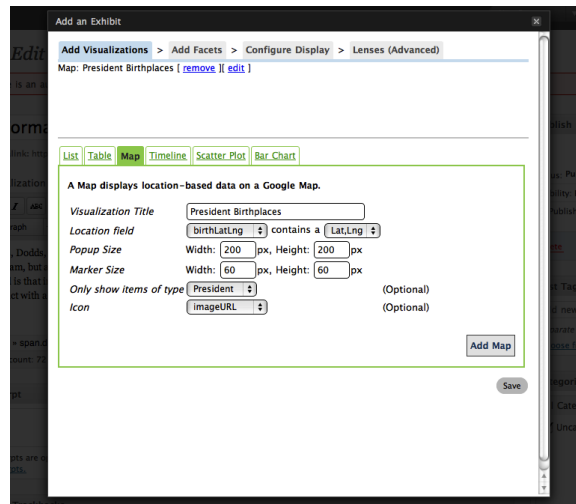 Add an Exhibit
Edit
Add Visualizations > Add Facets > Configure Display > Lenses (Advanced)
Map: President Birthplaces [ remove ][ edit ]
List Table Map Timeline Scatter Plot Bar Chart
A Map displays location-based data on a Google Map.
Visualization Title President Birthplaces
Location field birthLatLng contains a Lat,Lng
Popup Size Width: 200 px, Height: 200 px
Marker Size Width: 60 px, Height: 60 px
Only show items of type President (Optional)
Icon imageURL (Optional)
Add Map
Save